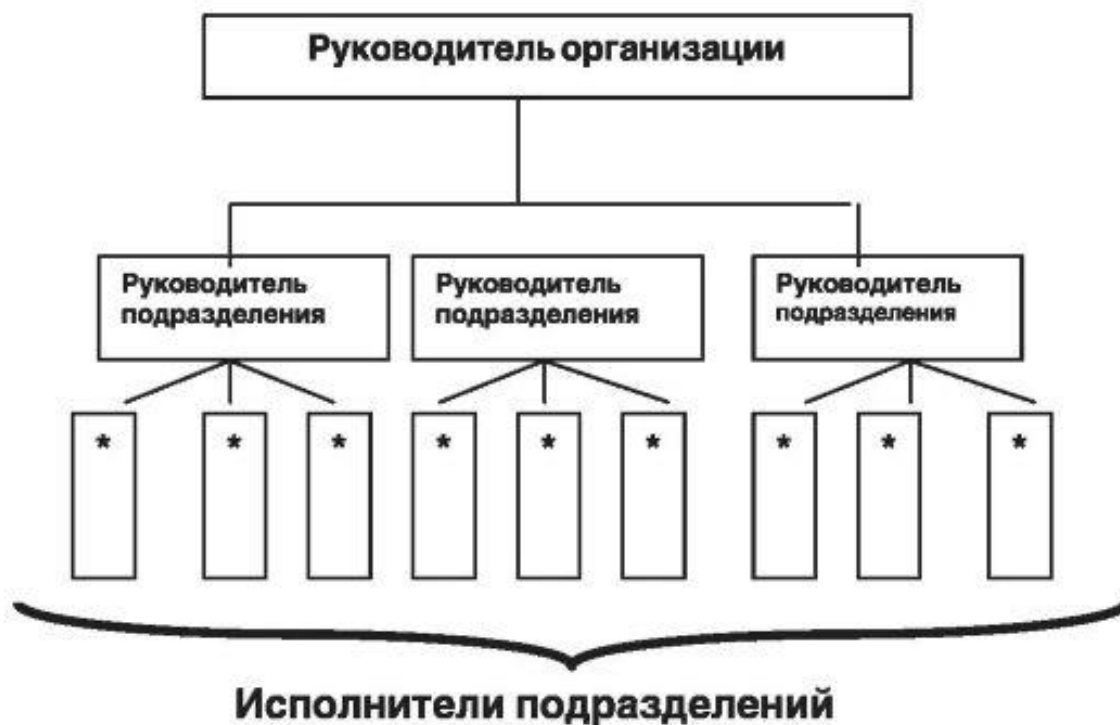 Руководитель организации
Руководитель
подразделения
Руководитель
подразделения
Руководитель
подразделения
* * * * * * * * *
Исполнители подразделений